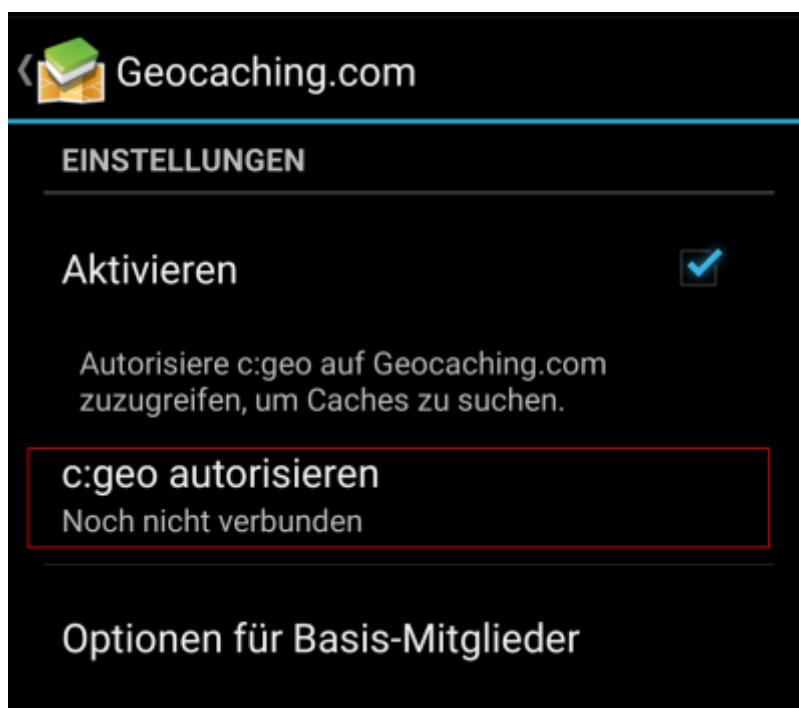 Geocaching.com
EINSTELLUNGEN
Aktivieren
Autorisiere c:geo auf Geocaching.com
zuzugreifen, um Caches zu suchen.
c:geo autorisieren
Noch nicht verbunden
Optionen für Basis-Mitglieder